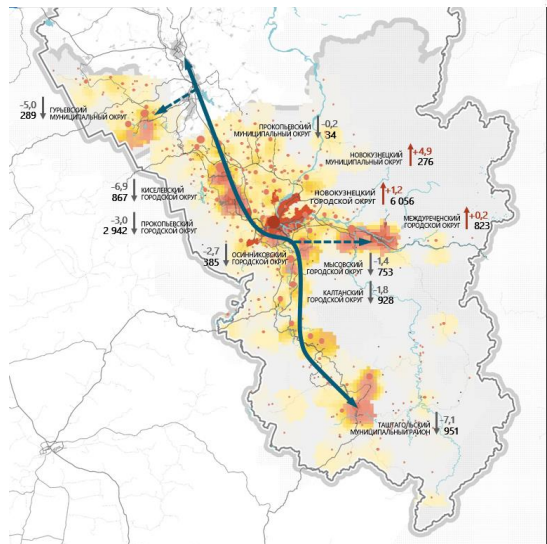 -5,0
289
ГУРЬЕВСКИЙ
МУНИЦИПАЛЬНЫЙ ОКРУГ
ПРОКОПЬЕВСКИЙ
МУНИЦИПАЛЬНЫЙ ОКРУГ
-0,2
34
НОВОКУЗНЕЦКИЙ
МУНИЦИПАЛЬНЫЙ ОКРУГ
+4,9
276
-6,9
867
КИСЕЛЕВСКИЙ
ГОРОДСКОЙ ОКРУГ
НОВОКУЗНЕЦКИЙ
ГОРОДСКОЙ ОКРУГ
+1,2
6 056
-3,0
2 942
ПРОКОПЬЕВСКИЙ
ГОРОДСКОЙ ОКРУГ
МЕЖДУРЕЧЕНСКИЙ
ГОРОДСКОЙ ОКРУГ
+0,2
823
-2,7
385
ОСИННИКОВСКИЙ
ГОРОДСКОЙ ОКРУГ
МЫСОВСКИЙ
ГОРОДСКОЙ ОКРУГ
-1,4
753
КАЛТАНСКИЙ
ГОРОДСКОЙ ОКРУГ
-1,8
928
ТАШТАГОЛЬСКИЙ
МУНИЦИПАЛЬНЫЙ РАЙОН
-7,1
951